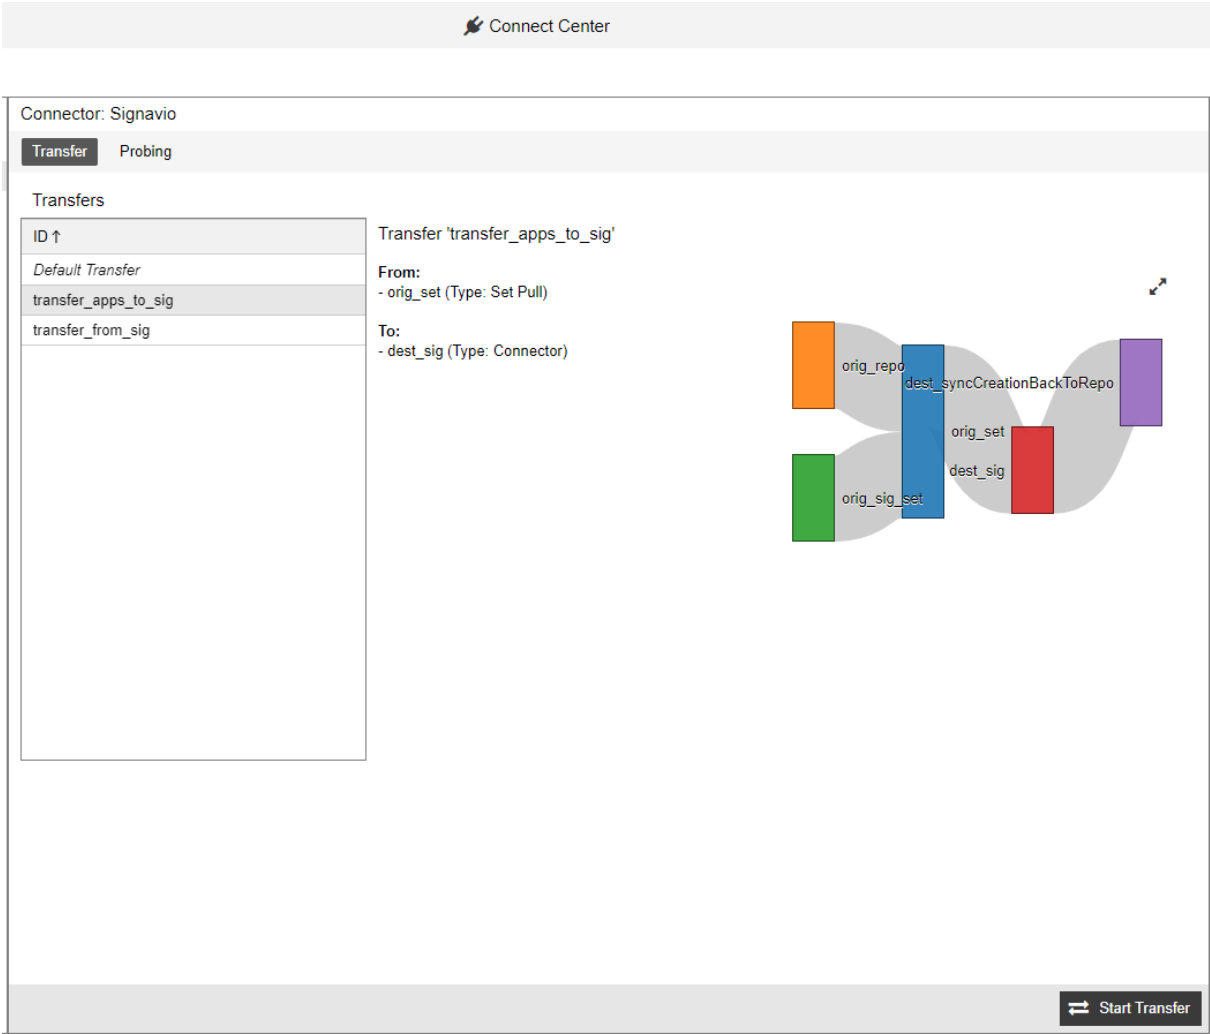 Connect Center
Connector: Signavio
Transfer Probing
Transfers
ID↑
Default Transfer
transfer_apps_to_sig
transfer_from_sig
Transfer 'transfer_apps_to_sig'
From:
- orig_set (Type: Set Pull)
To:
- dest_sig (Type: Connector)
orig_repo
dest_syncCreationBackToRepo
orig_set
dest_sig
orig_sig_set
Start Transfer